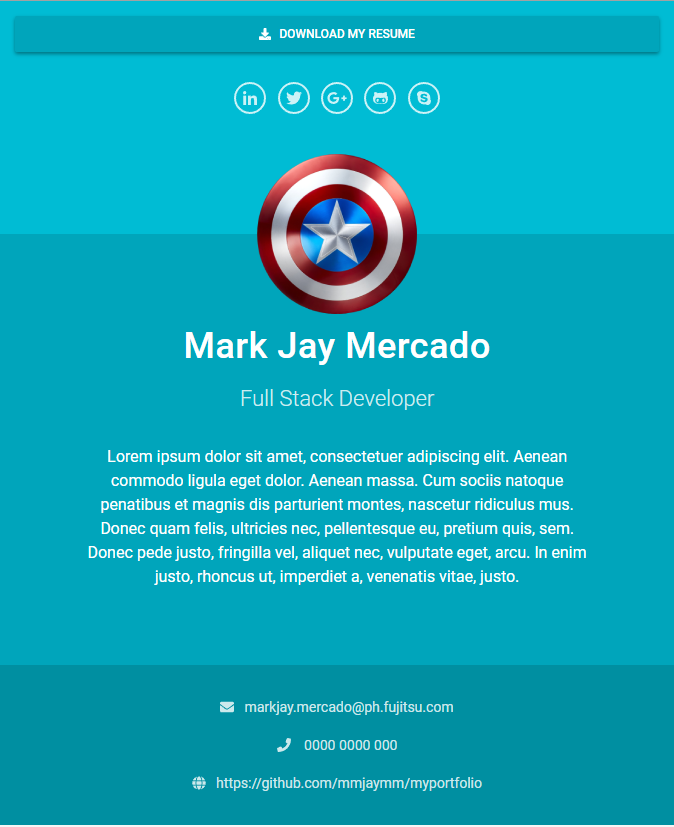 DOWNLOAD MY RESUME
Mark Jay Mercado
Full Stack Developer
Lorem ipsum dolor sit amet, consectetuer adipiscing elit. Aenean
commodo ligula eget dolor. Aenean massa. Cum sociis natoque
penatibus et magnis dis parturient montes, nascetur ridiculus mus.
Donec quam felis, ultricies nec, pellentesque eu, pretium quis, sem.
Donec pede justo, fringilla vel, aliquet nec, vulputate eget, arcu. In enim
justo, rhoncus ut, imperdiet a, venenatis vitae, justo.
markjay.mercado@ph.fujitsu.com
0000 0000 000
https://github.com/mmjaymm/myportfolio